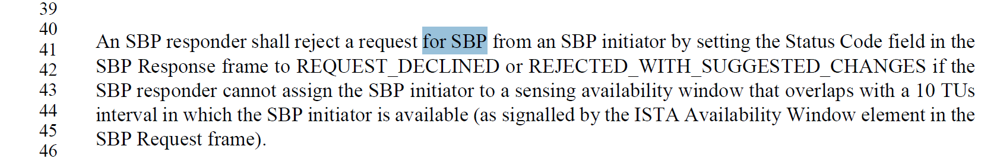 39
40
41 An SBP responder shall reject a request for SBP from an SBP initiator by setting the Status Code field in the
42 SBP Response frame to REQUEST_DECLINED or REJECTED_WITH_SUGGESTED_CHANGES if the
43 SBP responder cannot assign the SBP initiator to a sensing availability window that overlaps with a 10 TUs
44 interval in which the SBP initiator is available (as signalled by the ISTA Availability Window element in the
45 SBP Request frame).
46